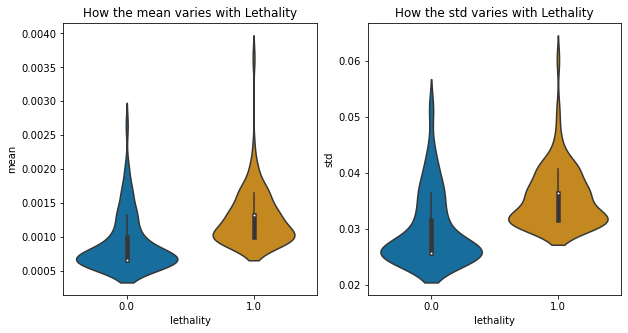 How the mean varies with Lethality
0.0040
0.0035
0.0030
0.0025
0.0020
0.0015
0.0010
0.0005
mean
0.0
1.0
lethality
How the std varies with Lethality
0.06
0.05
0.04
0.03
0.02
std
0.0
1.0
lethality